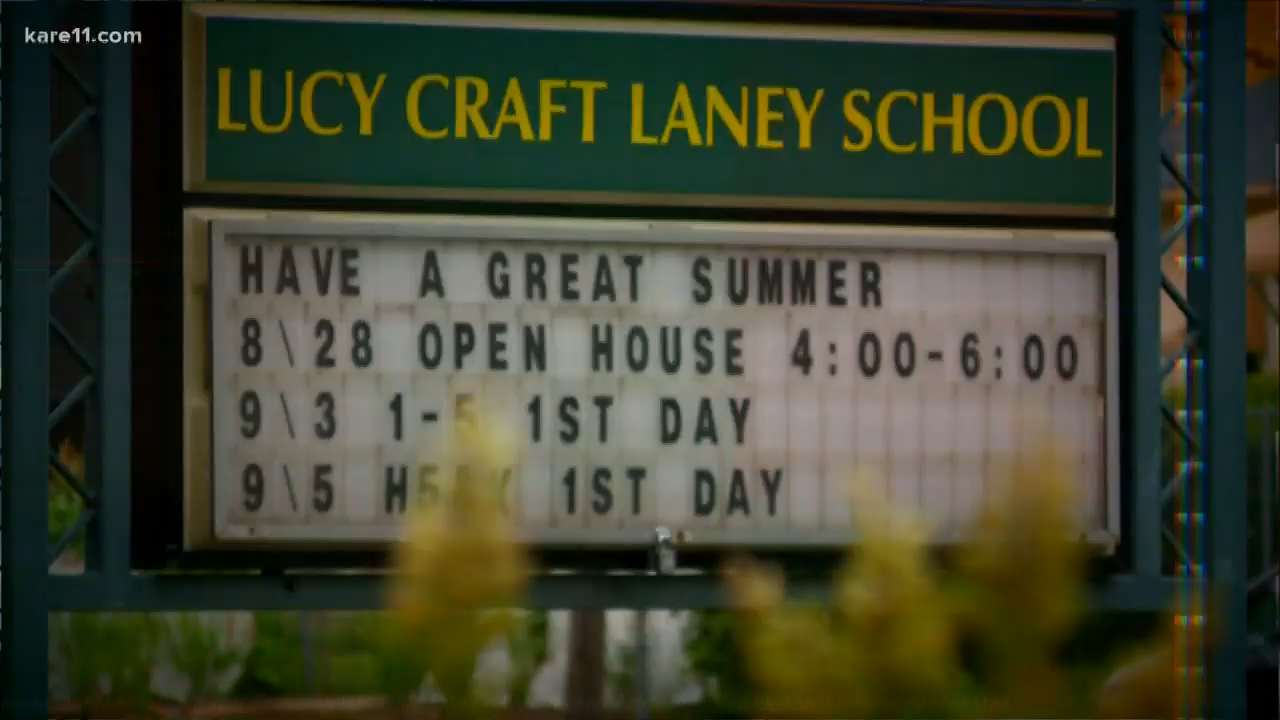 kare11.com
LUCY CRAFT LANEY SCHOOL
HAVE A GREAT SUMMER
8\28 OPEN HOUSE 4:00-6:00
9\3 1-5 1ST DAY
9\5 1ST DAY